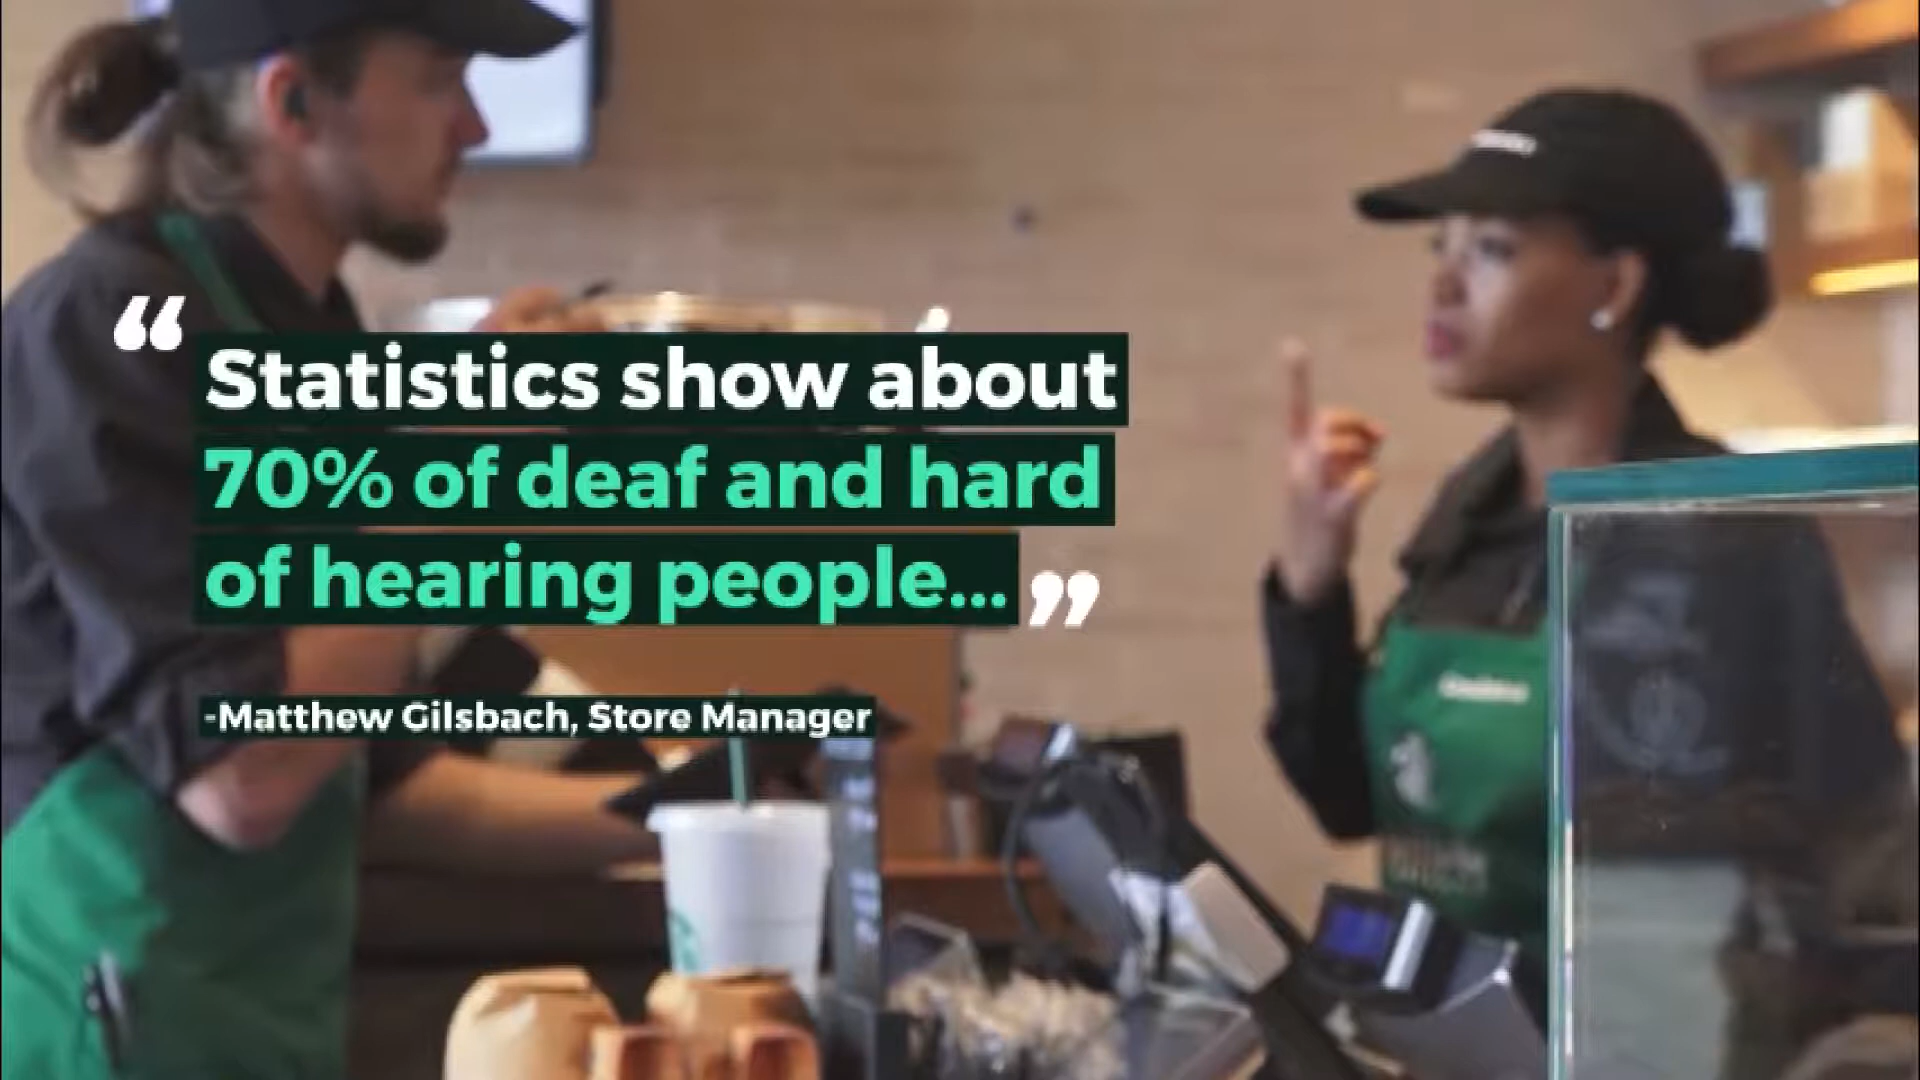 “Statistics show about
70% of deaf and hard
of hearing people...”
-Matthew Gilsbach, Store Manager